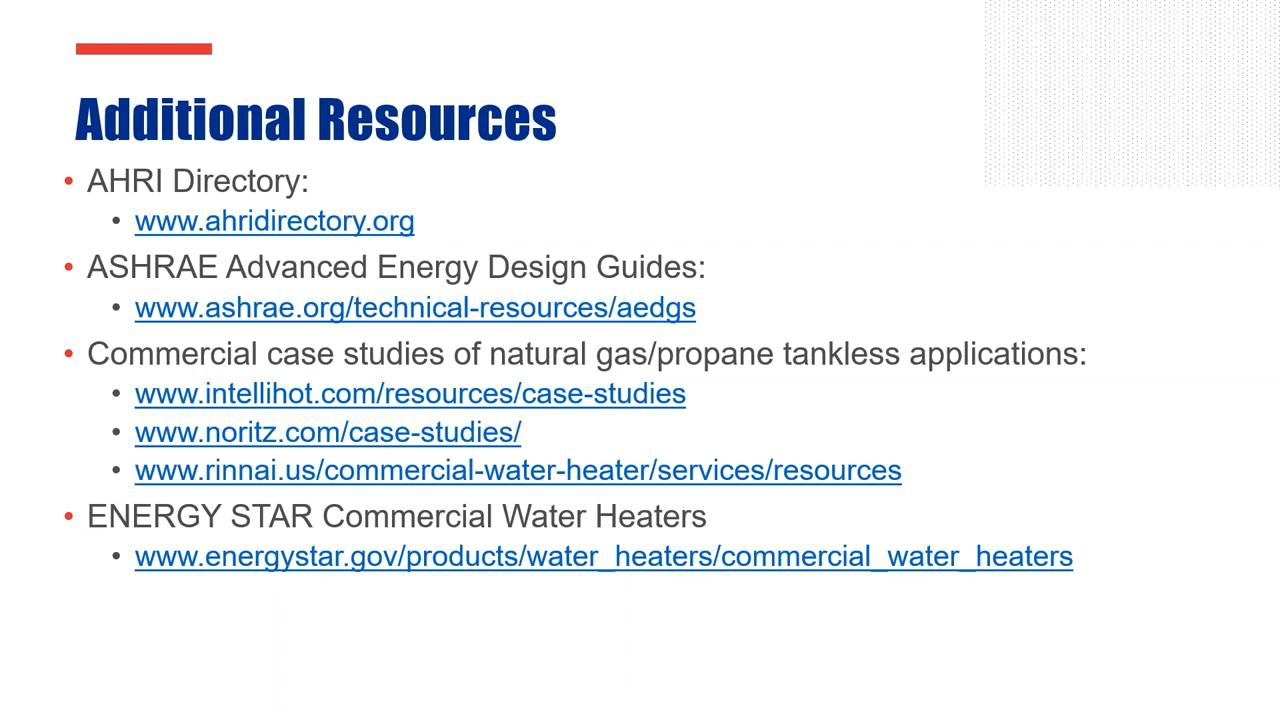 Additional Resources
• AHRI Directory:
• www.ahridirectory.org
• ASHRAE Advanced Energy Design Guides:
• www.ashrae.org/technical-resources/aedgs
• Commercial case studies of natural gas/propane tankless applications:
• www.intellihot.com/resources/case-studies
• www.noritz.com/case-studies/
• www.rinnai.us/commercial-water-heater/services/resources
• ENERGY STAR Commercial Water Heaters
• www.energystar.gov/products/water_heaters/commercial_water_heaters